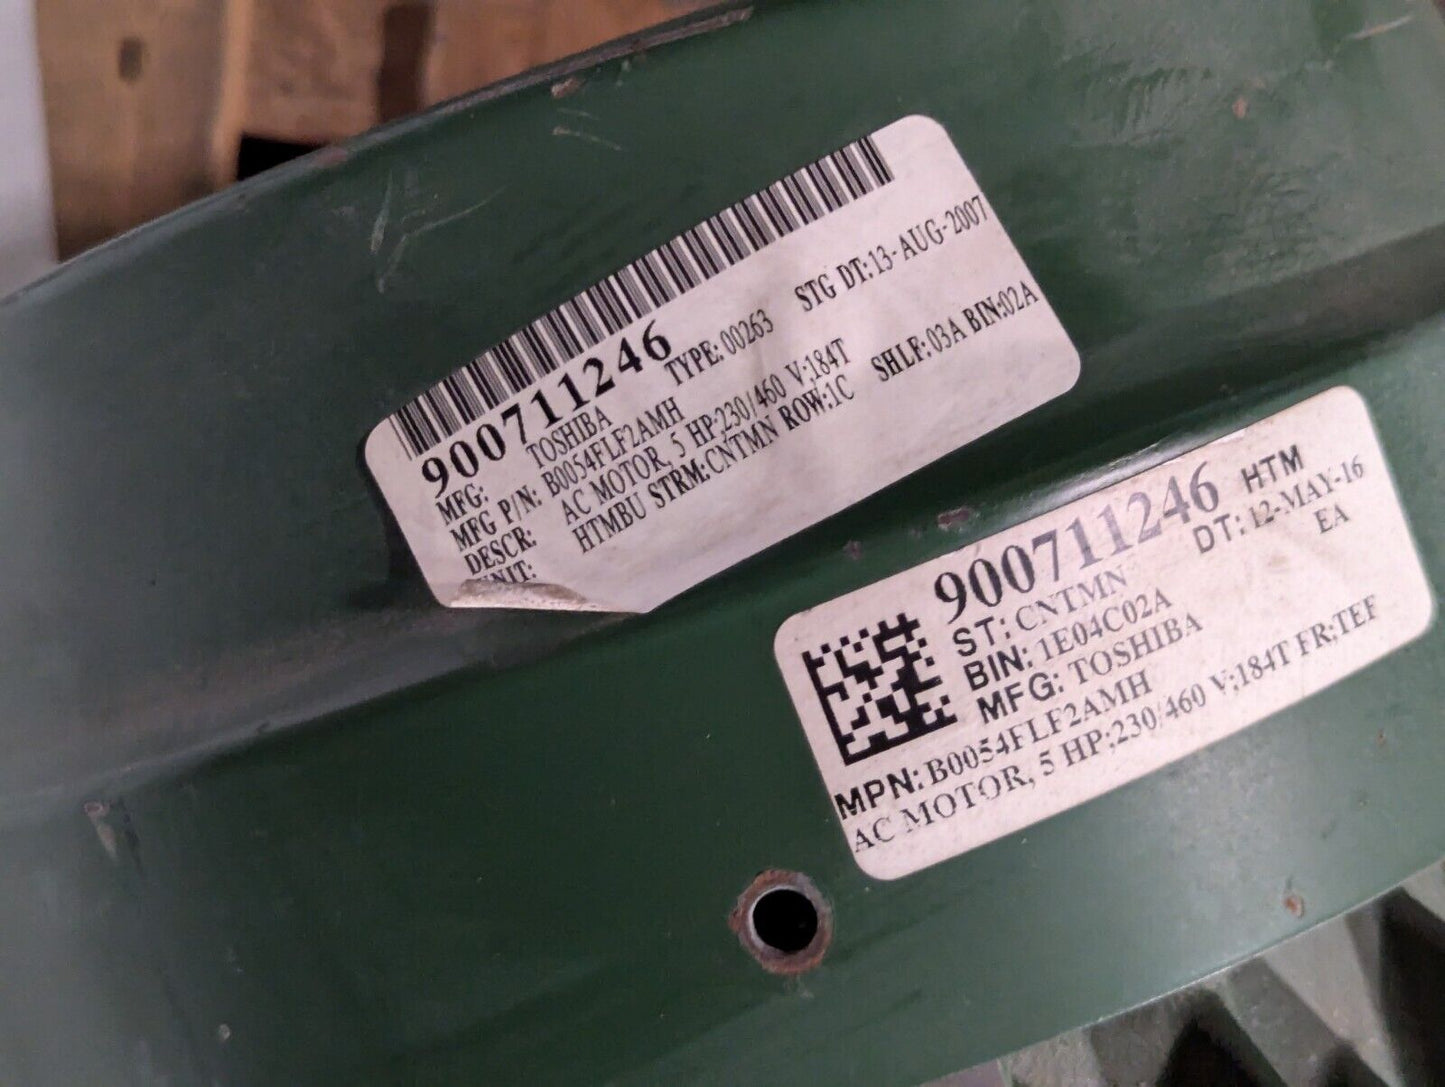 900711246
MFG: TOSHIBA TYPE: 00263 STG DT: 13-AUG-2007
MFG P/N: B0054FLF2AMH
DESCR: AC MOTOR, 5 HP;230/460 V;184T
UNIT: HTMBU STRM: CNTMN ROW:1C SHLF: 03A BIN:02A
900711246 HTM
ST: CNTMN DT: 12-MAY-16
BIN: 1E04C02A EA
MFG: TOSHIBA
MPN: B0054FLF2AMH
AC MOTOR, 5 HP;230/460 V;184T FR;TEF